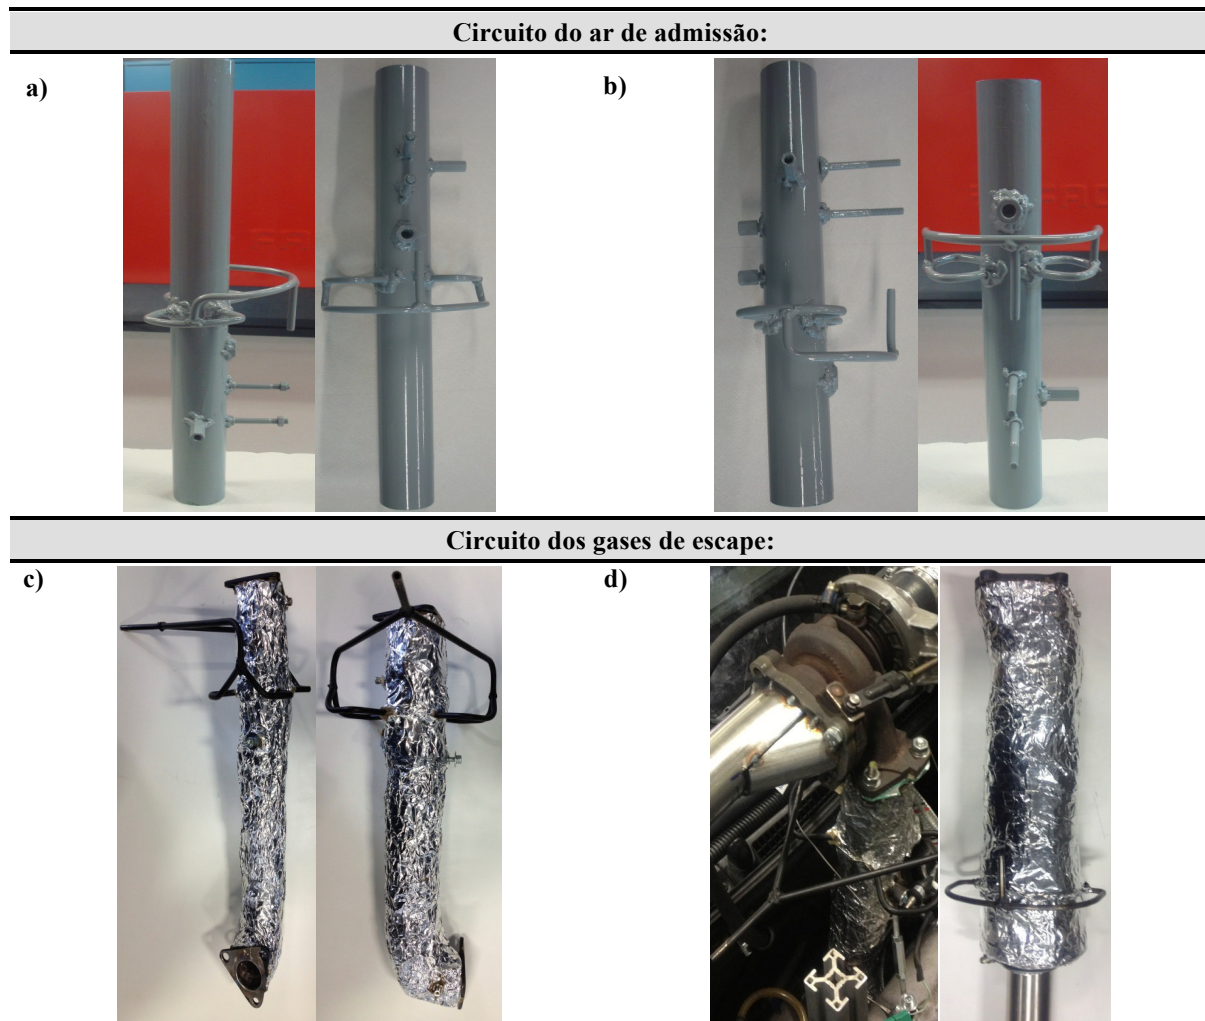 Circuito do ar de admissão:
a)
b)
Circuito dos gases de escape:
c)
d)